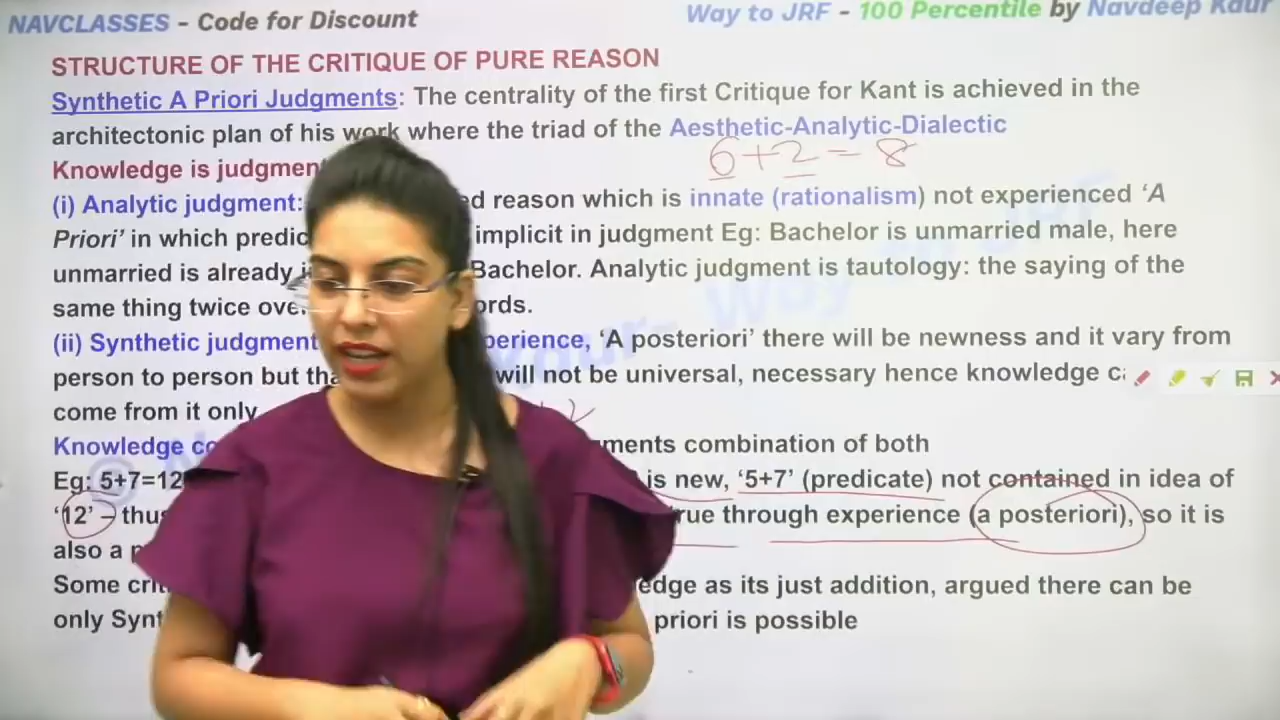 NAVCLASSES - Code for Discount
Way to JRF - 100 Percentile by Navdeep Kaur
STRUCTURE OF THE CRITIQUE OF PURE REASON
Synthetic A Priori Judgments: The centrality of the first Critique for Kant is achieved in the
architectonic plan of his work where the triad of the Aesthetic-Analytic-Dialectic
6+2=8
Knowledge is judgmen
(i) Analytic judgment: d reason which is innate (rationalism) not experienced ‘A
Priori’ in which predic implicit in judgment Eg: Bachelor is unmarried male, here
unmarried is already Bachelor. Analytic judgment is tautology: the saying of the
same thing twice ove ords.
(ii) Synthetic judgment perience, ‘A posteriori’ there will be newness and it vary from
person to person but tha will not be universal, necessary hence knowledge c
come from it only
Knowledge co ments combination of both
Eg: 5+7=12 is new, ‘5+7’ (predicate) not contained in idea of
‘12’ – thus rue through experience (a posteriori), so it is
also a
Some crit edge as its just addition, argued there can be
only Synt priori is possible